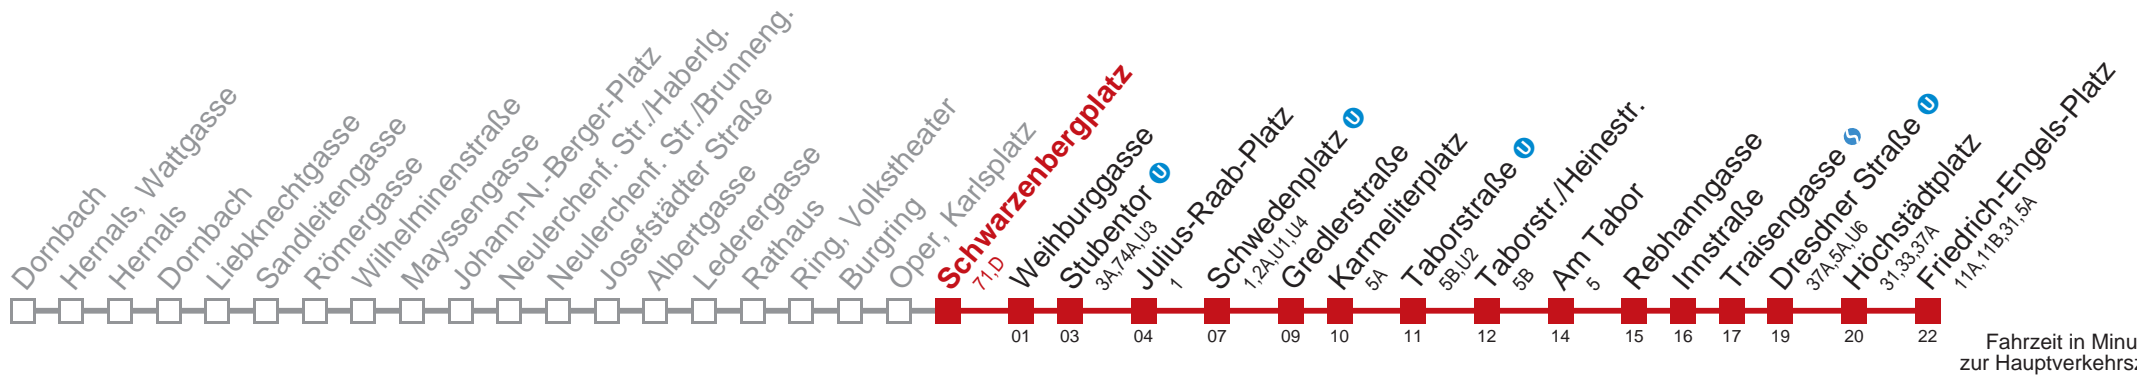 Dornbach
Hernals, Wattgasse
Hernals
Dornbach
Liebknechtgasse
Sandleitengasse
Römergasse
Wilhelminenstraße
Mayssengasse
Johann-N.-Berger-Platz
Neulerchenf. Str./Haberlg.
Neulerchenf. Str./Brunneng.
Josefstädter Straße
Albertgasse
Lederergasse
Rathaus
Ring, Volkstheater
Burgring
Oper, Karlsplatz
Schwarzenbergplatz
71,D
Weihburggasse
Stubentor U
3A,74A,U3
Julius-Raab-Platz
1
Schwedenplatz U
1,2A,U1,U4
Gredlerstraße
Karmeliterplatz
5A
Taborstraße U
5B,U2
Taborstr./Heinestr.
5B
Am Tabor
5
Rebhanngasse
Innstraße
Traisengasse S
Dresdner Straße U
37A,5A,U6
Höchstädtplatz
31,33,37A
Friedrich-Engels-Platz
11A,11B,31,5A
01 03 04 07 09 10 11 12 14 15 16 17 19 20 22
Fahrzeit in Minu
zur Hauptverkehrsz